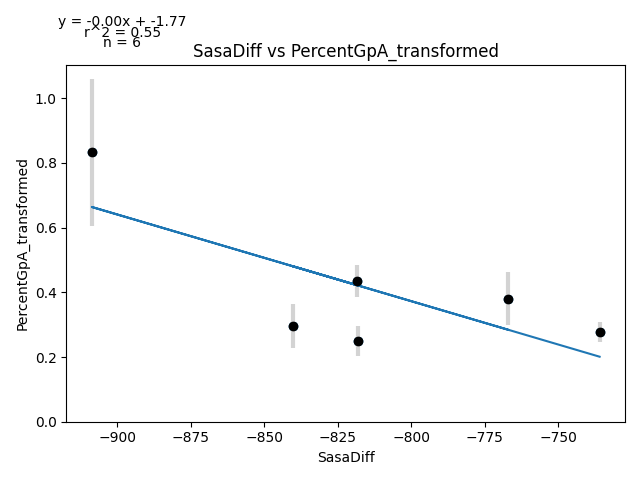 y = -0.00x + -1.77
r^2 = 0.55
n = 6
SasaDiff vs PercentGpA_transformed
1.0
0.8
0.6
0.4
0.2
0.0
PercentGpA_transformed
−900 −875 −850 −825 −800 −775 −750
SasaDiff